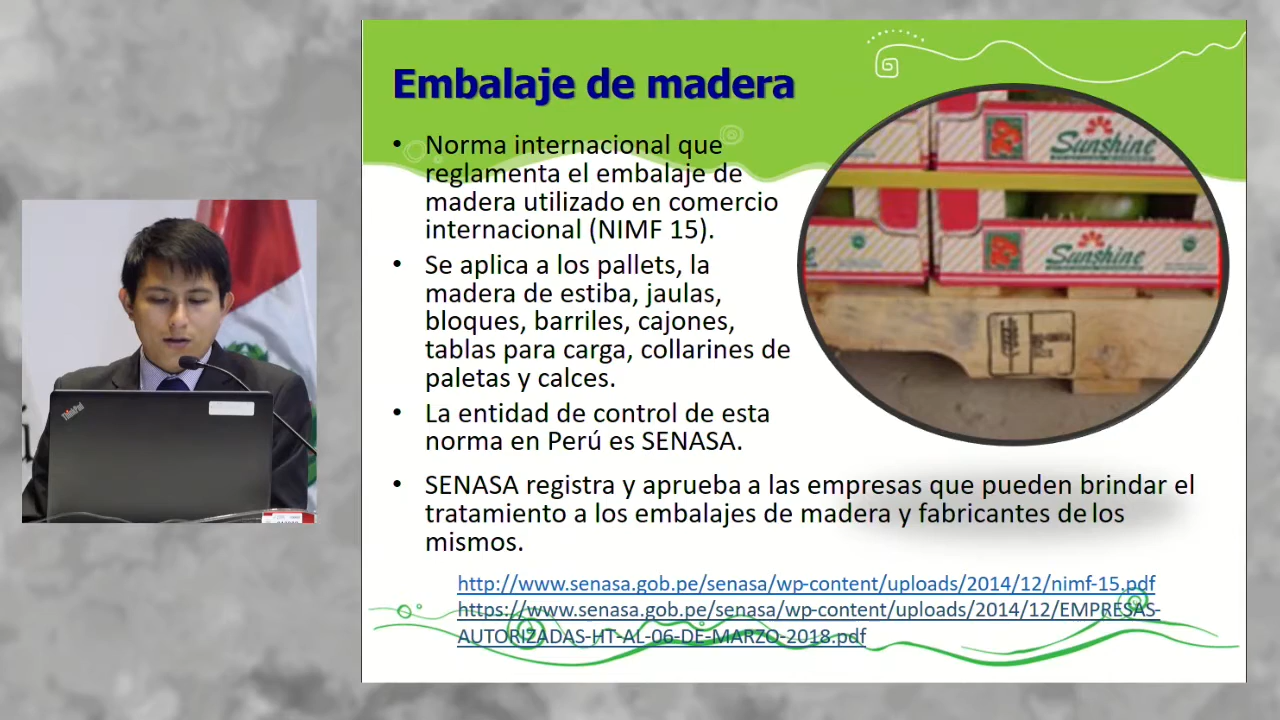 Embalaje de madera
• Norma internacional que
reglamenta el embalaje de
madera utilizado en comercio
internacional (NIMF 15).
• Se aplica a los pallets, la
madera de estiba, jaulas,
bloques, barriles, cajones,
tablas para carga, collarines de
paletas y calces.
• La entidad de control de esta
norma en Perú es SENASA.
• SENASA registra y aprueba a las empresas que pueden brindar el
tratamiento a los embalajes de madera y fabricantes de los
mismos.
http://www.senasa.gob.pe/senasa/wp-content/uploads/2014/12/nimf-15.pdf
https://www.senasa.gob.pe/senasa/wp-content/uploads/2014/12/EMPRESAS-
AUTORIZADAS-HT-AL-06-DE-MARZO-2018.pdf
Sunshine
Sunshine
ThinkPad